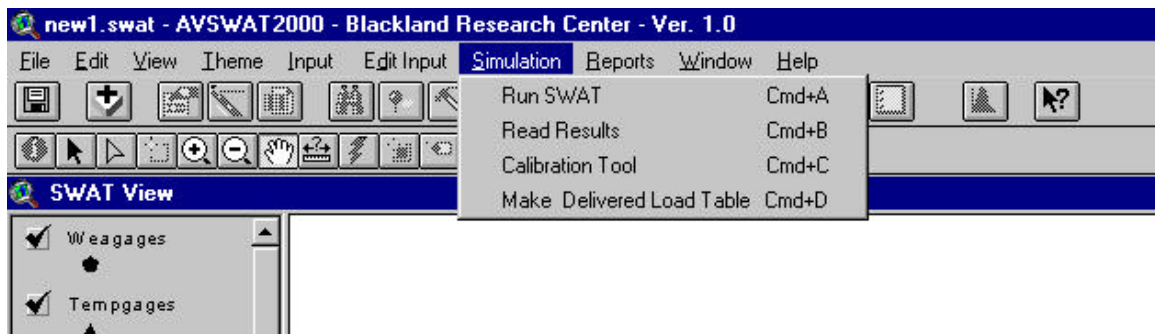 new1.swat - AVSWAT2000 - Blackland Research Center - Ver. 1.0
File Edit View Theme Input Edit Input Simulation Reports Window Help
Run SWAT Cmd+A
Read Results Cmd+B
Calibration Tool Cmd+C
Make Delivered Load Table Cmd+D
SWAT View
Weagages
Tempgages